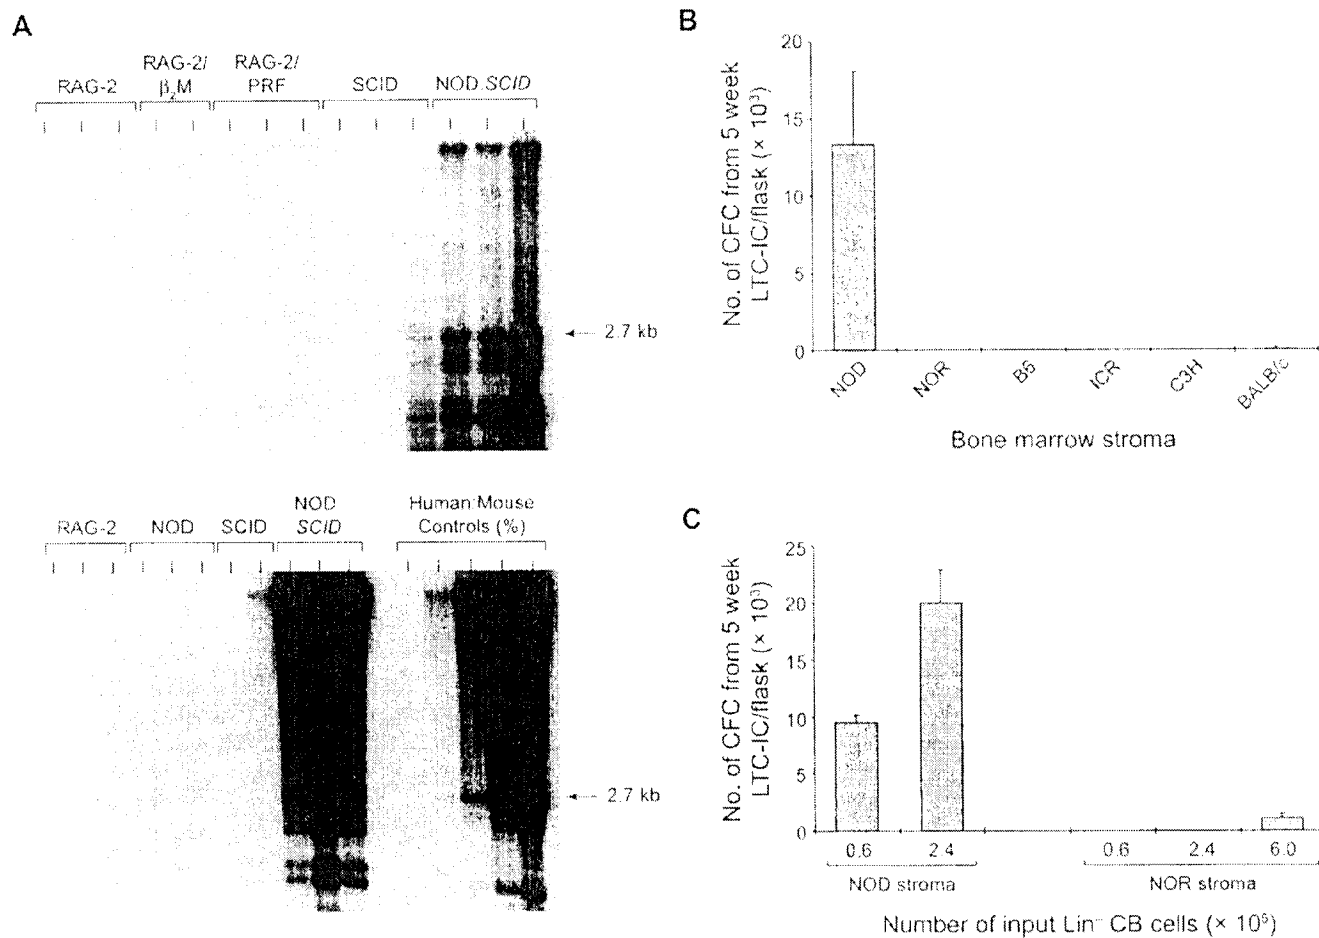 A
RAG-2
RAG-2/
β₂M
RAG-2/
PRF
SCID
NOD.SCID
2.7 kb
RAG-2
NOD
SCID
NOD
SCID
Human:Mouse
Controls (%)
2.7 kb
B
No. of CFC from 5 week
LTC-IC/flask (× 10³)
20
15
10
5
0
NOD
NOR
B6
ICR
C3H
BALB/c
Bone marrow stroma
C
No. of CFC from 5 week
LTC-IC/flask (× 10³)
25
20
15
10
5
0
0.6
2.4
0.6
2.4
6.0
NOD stroma
NOR stroma
Number of input Lin⁻ CB cells (× 10⁵)